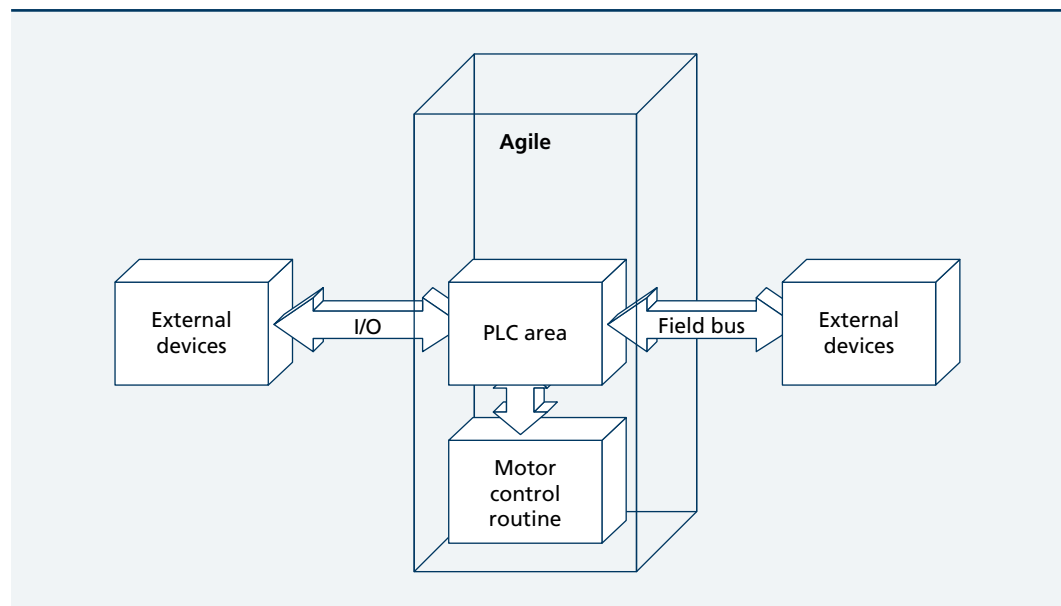 Agile
External
devices
I/O
PLC area
Field bus
External
devices
Motor
control
routine